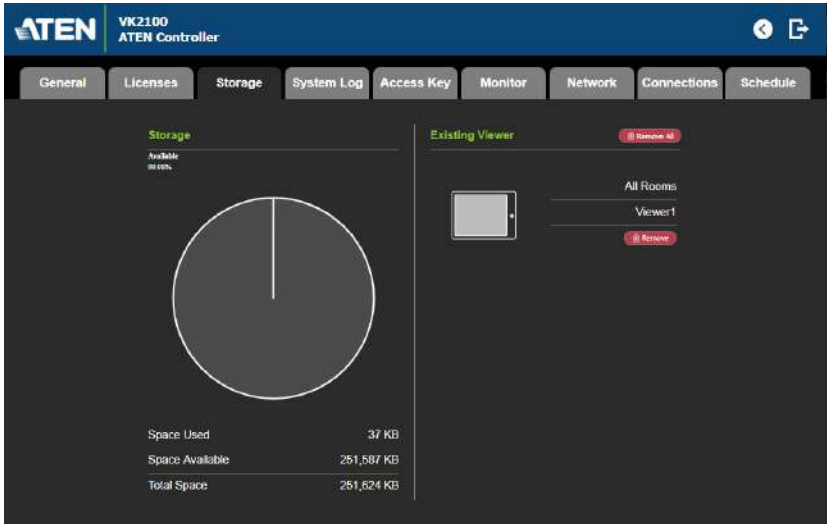 ATEN
VK2100
ATEN Controller
General Licenses Storage System Log Access Key Monitor Network Connections Schedule
Storage
Available
Existing Viewer
Remove All
All Rooms
Viewer1
Remove
Space Used 37 KB
Space Available 251,587 KB
Total Space 251,624 KB